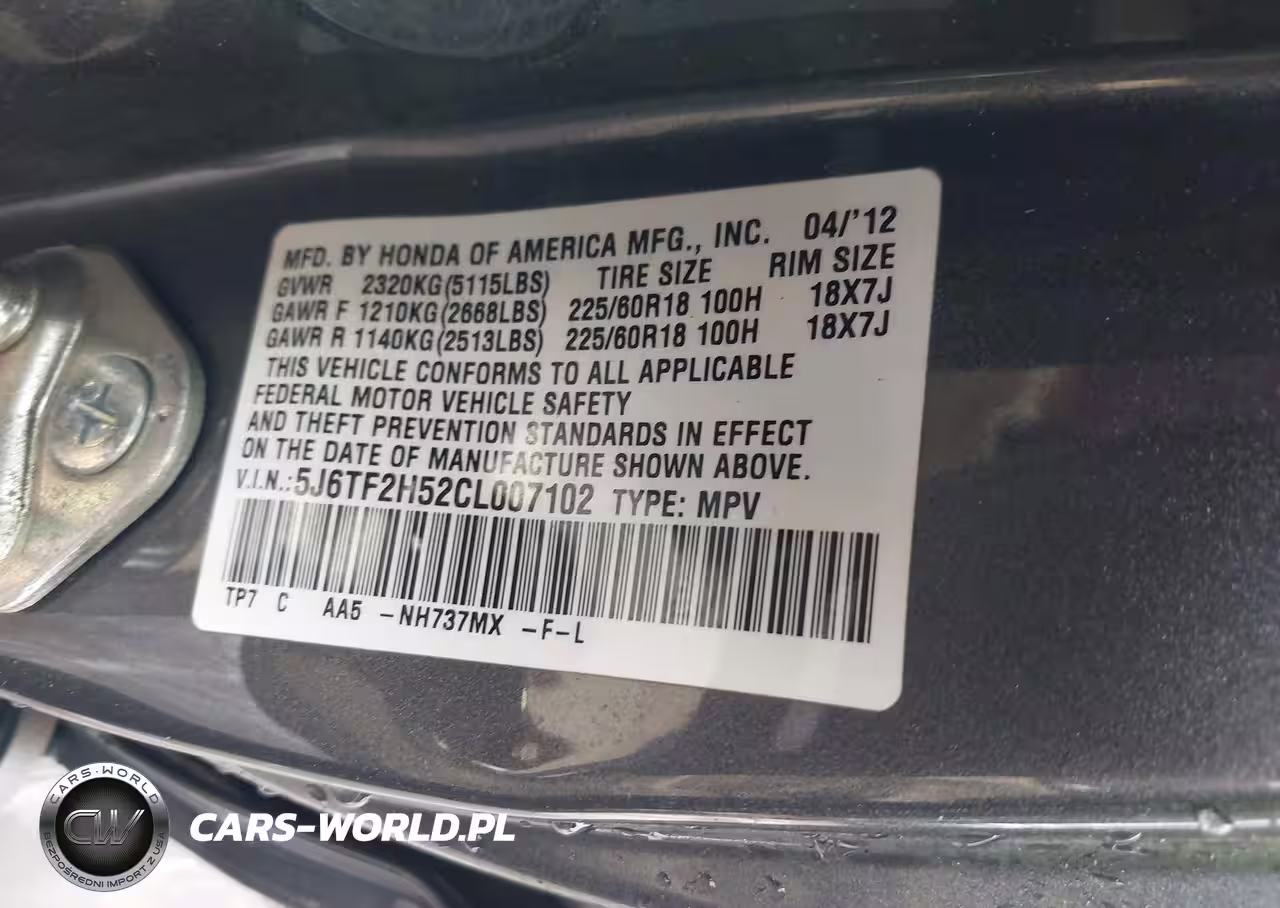 MFD. BY HONDA OF AMERICA MFG., INC. 04/'12
GVWR 2320KG(5115LBS) TIRE SIZE RIM SIZE
GAWR F 1210KG(2668LBS) 225/60R18 100H 18X7J
GAWR R 1140KG(2513LBS) 225/60R18 100H 18X7J
THIS VEHICLE CONFORMS TO ALL APPLICABLE
FEDERAL MOTOR VEHICLE SAFETY
AND THEFT PREVENTION STANDARDS IN EFFECT
ON THE DATE OF MANUFACTURE SHOWN ABOVE.
V.I.N.:5J6TF2H52CL007102 TYPE: MPV
TP7 C AA5 -NH737MX -F-L
CARS-WORLD
CW
BEZPOŚREDNI IMPORT Z USA
CARS-WORLD.PL